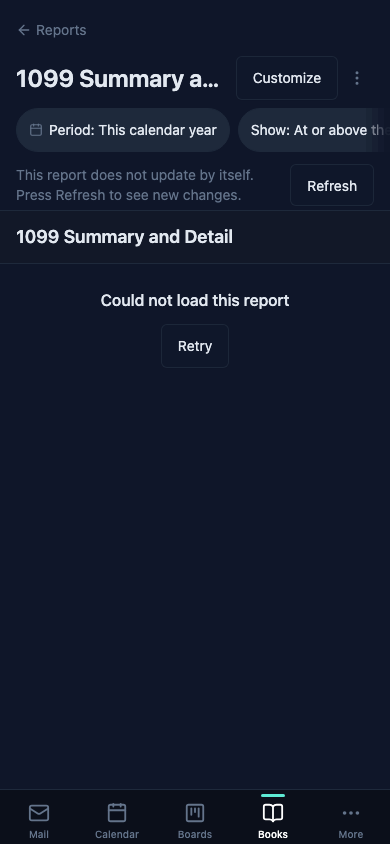 Reports
1099 Summary a...
Customize
Period: This calendar year
Show: At or above the
This report does not update by itself.
Press Refresh to see new changes.
Refresh
1099 Summary and Detail
Could not load this report
Retry
Mail
Calendar
Boards
Books
More